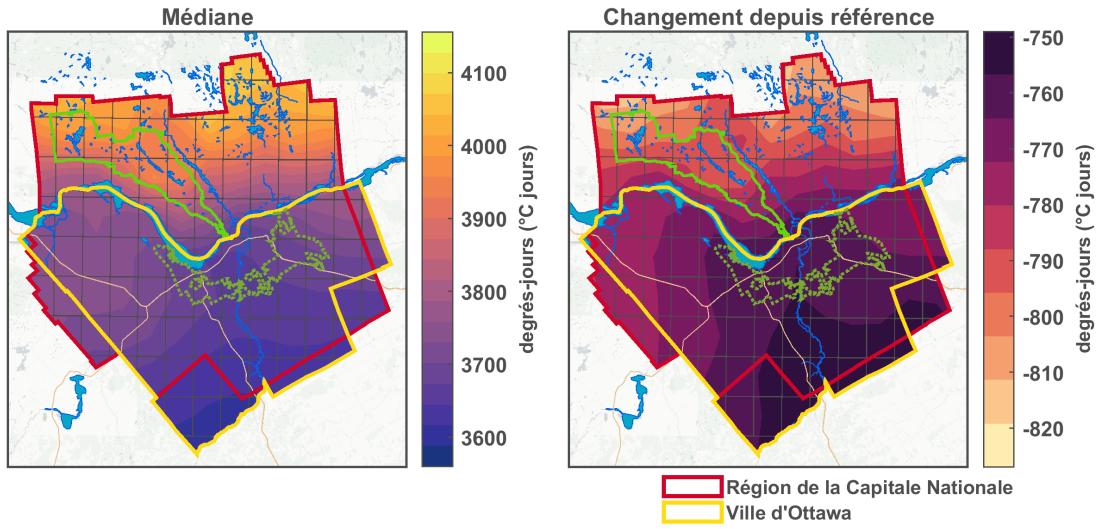 Médiane
Changement depuis référence
4100
4000
3900
3800
3700
3600
degrés-jours (°C jours)
-750
-760
-770
-780
-790
-800
-810
-820
degrés-jours (°C jours)
Région de la Capitale Nationale
Ville d'Ottawa